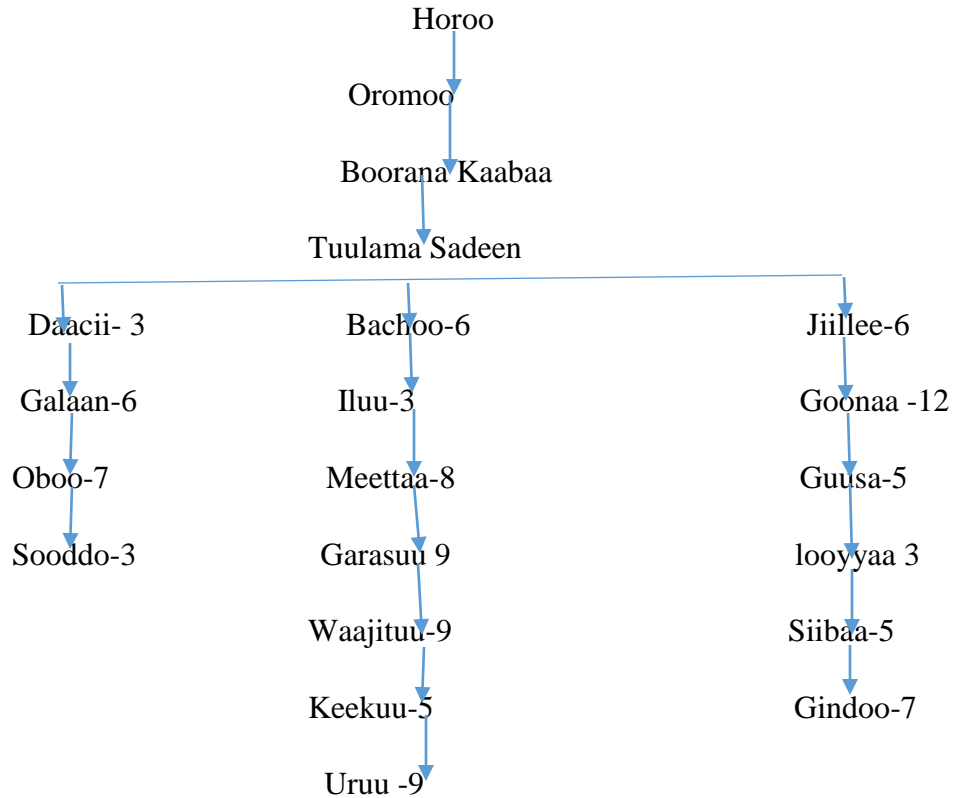 Horoo
Oromoo
Boorana Kaabaa
Tuulama Sadeen
Daacii- 3 Bachoo-6 Jiillee-6
Galaan-6 Iluu-3 Goonaa -12
Oboo-7 Meettaa-8 Guusa-5
Sooddo-3 Garasuu 9 looyyaa 3
Waajituu-9 Siibaa-5
Keekuu-5 Gindoo-7
Uruu -9